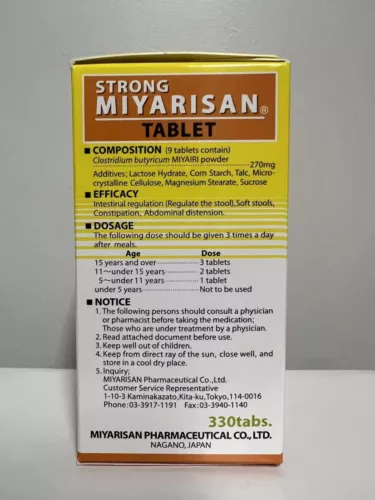 STRONG
MIYARISAN®
TABLET
■ COMPOSITION (9 tablets contain)
Clostridium butyricum MIYAIRI powder
270mg
Additives; Lactose Hydrate, Corn Starch, Talc, Micro-
crystalline Cellulose, Magnesium Stearate, Sucrose
■ EFFICACY
Intestinal regulation (Regulate the stool),Soft stools,
Constipation, Abdominal distension.
■ DOSAGE
The following dose should be given 3 times a day
after meals.
Age Dose
15 years and over 3 tablets
11~under 15 years 2 tablets
5~under 11 years 1 tablet
under 5 years Not to be used
■ NOTICE
1. The following persons should consult a physician
or pharmacist before taking the medication;
Those who are under treatment by a physician.
2. Read attached document before use.
3. Keep well out of children.
4. Keep from direct ray of the sun, close well, and
store in a cool dry place.
5. Inquiry;
MIYARISAN Pharmaceutical Co.,Ltd.
Customer Service Representative
1-10-3 Kaminakazato,Kita-ku,Tokyo,114-0016
Phone:03-3917-1191 Fax:03-3940-1140
330tabs.
MIYARISAN PHARMACEUTICAL CO., LTD.
NAGANO, JAPAN